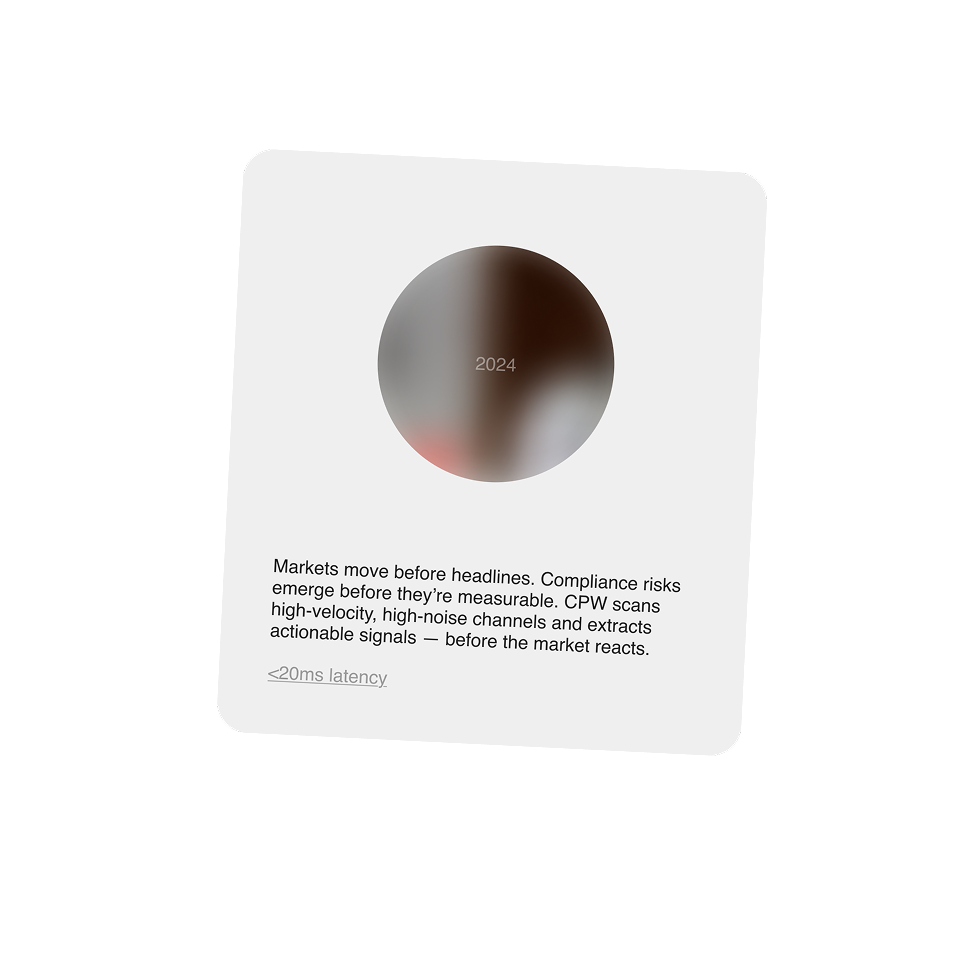 2024
Markets move before headlines. Compliance risks
emerge before they’re measurable. CPW scans
high-velocity, high-noise channels and extracts
actionable signals — before the market reacts.
<20ms latency